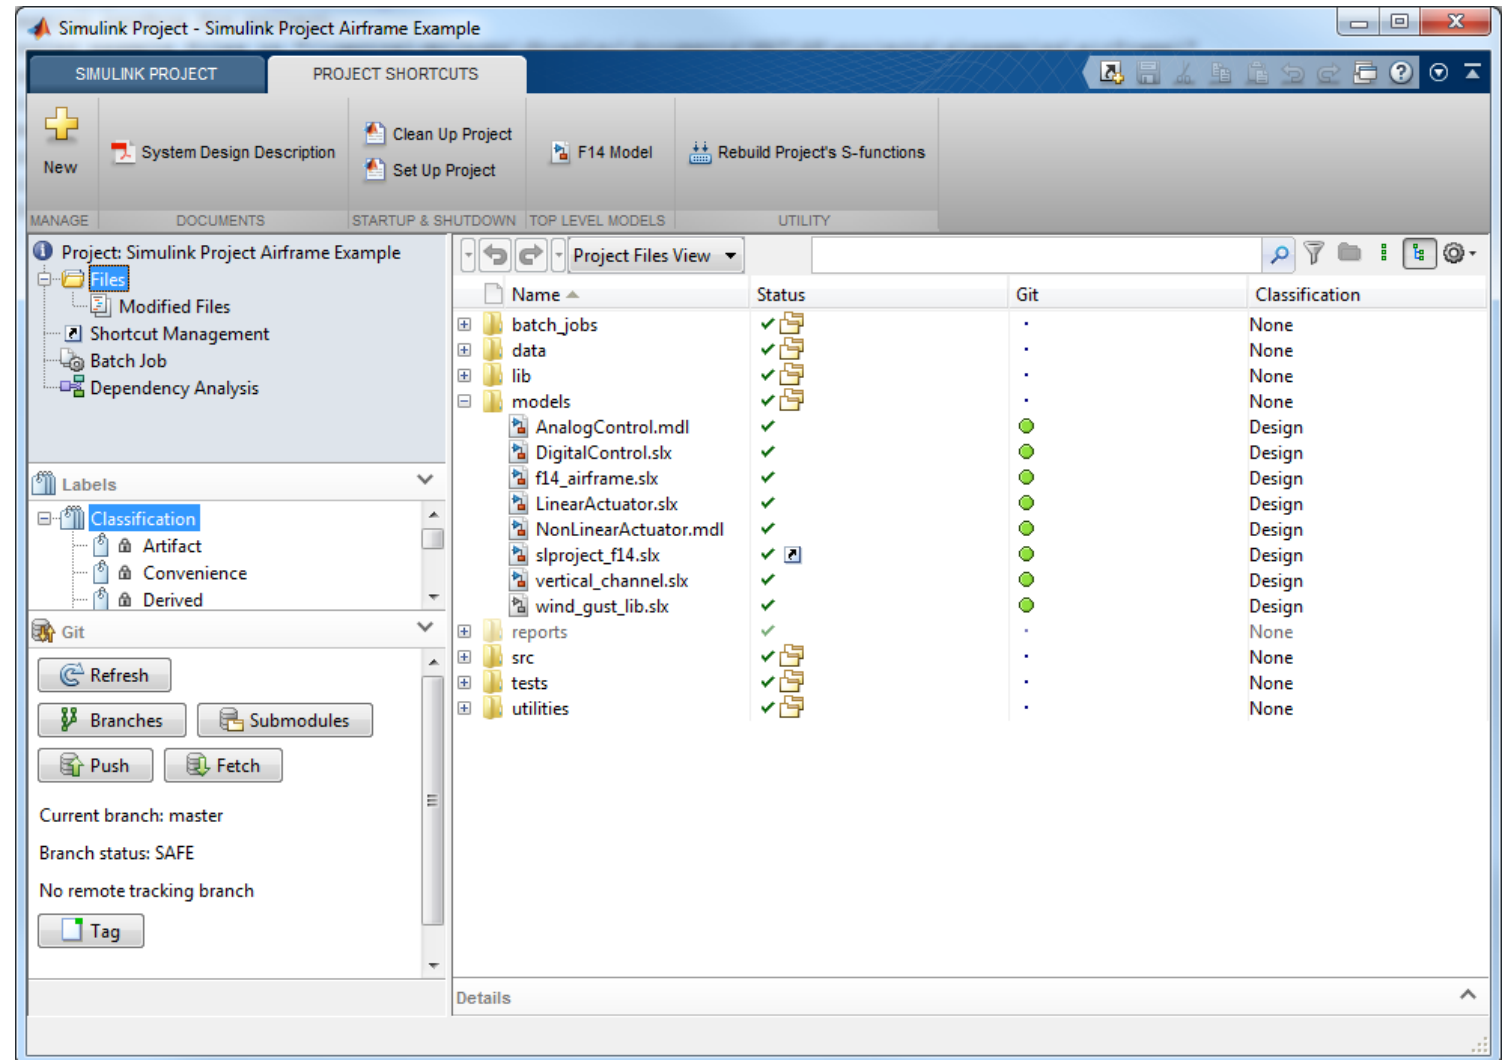 Simulink Project - Simulink Project Airframe Example
SIMULINK PROJECT
PROJECT SHORTCUTS
New
System Design Description
Clean Up Project
Set Up Project
F14 Model
Rebuild Project's S-functions
MANAGE
DOCUMENTS
STARTUP & SHUTDOWN
TOP LEVEL MODELS
UTILITY
Project: Simulink Project Airframe Example
Files
Modified Files
Shortcut Management
Batch Job
Dependency Analysis
Labels
Classification
Artifact
Convenience
Derived
Git
Refresh
Branches
Submodules
Push
Fetch
Current branch: master
Branch status: SAFE
No remote tracking branch
Tag
Project Files View
Name Status Git Classification
batch_jobs None
data None
lib None
models None
AnalogControl.mdl Design
DigitalControl.slx Design
f14_airframe.slx Design
LinearActuator.slx Design
NonLinearActuator.mdl Design
slproject_f14.slx Design
vertical_channel.slx Design
wind_gust_lib.slx Design
reports None
src None
tests None
utilities None
Details